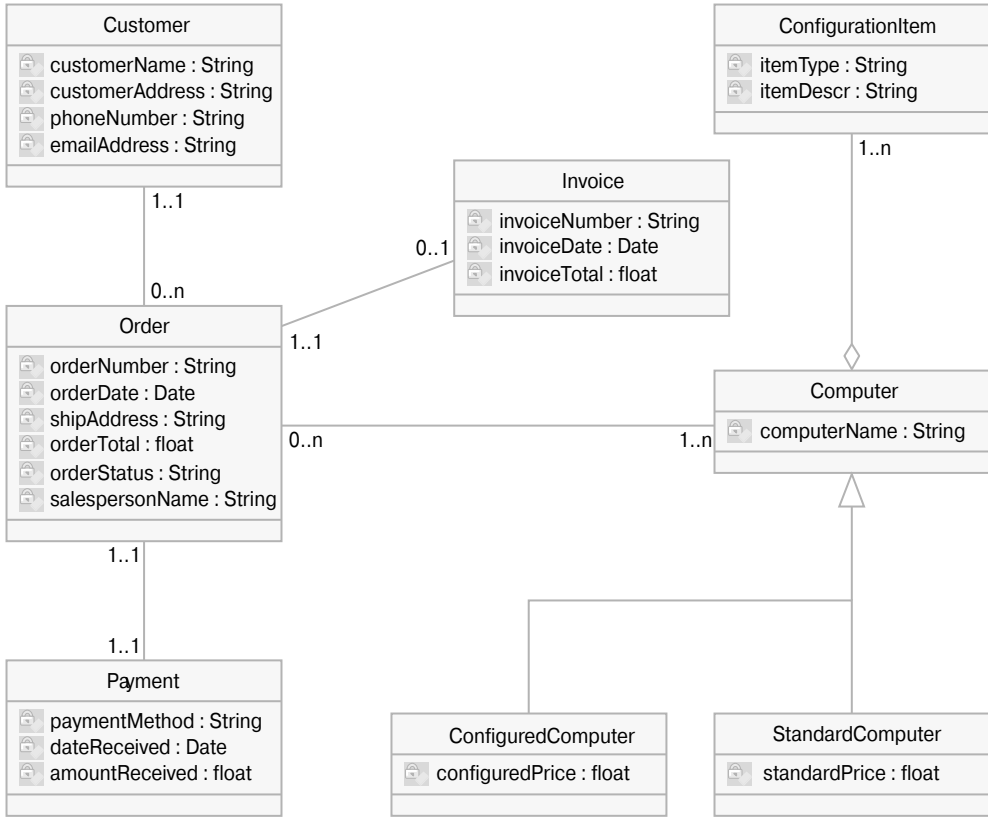 Customer
customerName : String
customerAddress : String
phoneNumber : String
emailAddress : String
1..1
0..n
ConfigurationItem
itemType : String
itemDescr : String
1..n
Invoice
invoiceNumber : String
invoiceDate : Date
invoiceTotal : float
0..1
1..1
Order
orderNumber : String
orderDate : Date
shipAddress : String
orderTotal : float
orderStatus : String
salespersonName : String
0..n
1..n
Computer
computerName : String
1..1
1..1
Payment
paymentMethod : String
dateReceived : Date
amountReceived : float
ConfiguredComputer
configuredPrice : float
StandardComputer
standardPrice : float